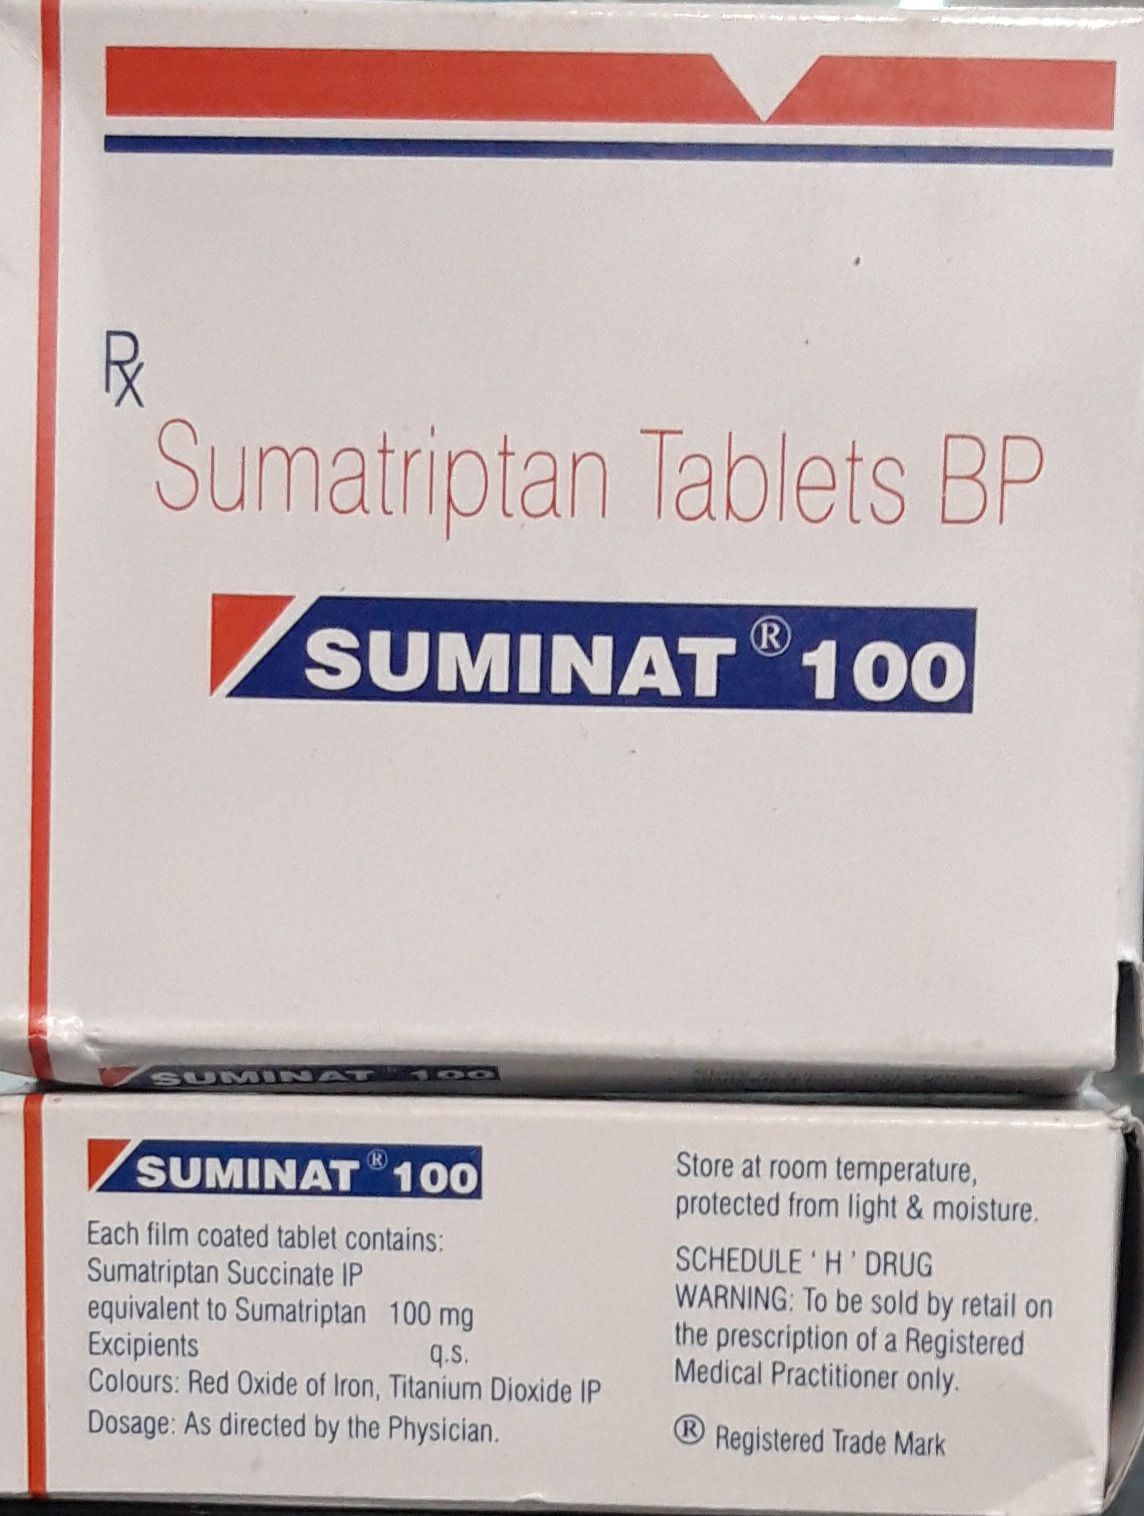 Rx
Sumatriptan Tablets BP
SUMINAT ® 100
SUMINAT ® 100
SUMINAT ® 100
Each film coated tablet contains:
Sumatriptan Succinate IP
equivalent to Sumatriptan 100 mg
Excipients q.s.
Colours: Red Oxide of Iron, Titanium Dioxide IP
Dosage: As directed by the Physician.
Store at room temperature,
protected from light & moisture.
SCHEDULE ' H ' DRUG
WARNING: To be sold by retail on
the prescription of a Registered
Medical Practitioner only.
® Registered Trade Mark